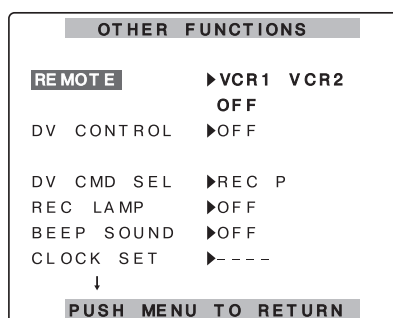 OTHER FUNCTIONS
REMOTE ▶VCR1 VCR2
OFF
DV CONTROL ▶OFF
DV CMD SEL ▶REC P
REC LAMP ▶OFF
BEEP SOUND ▶OFF
CLOCK SET ▶----
↓
PUSH MENU TO RETURN